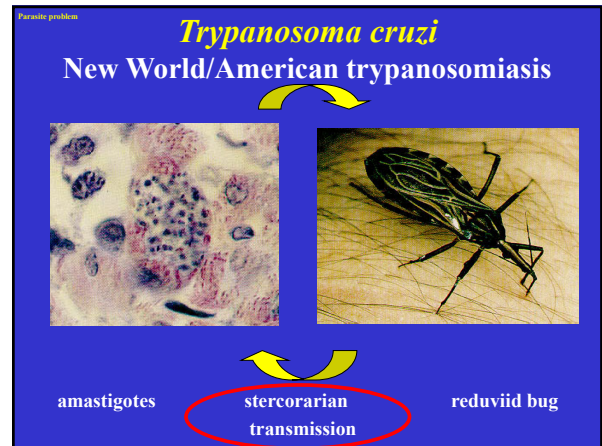 Parasite problem
Trypanosoma cruzi
New World/American trypanosomiasis
amastigotes
stercorarian
transmission
reduviid bug